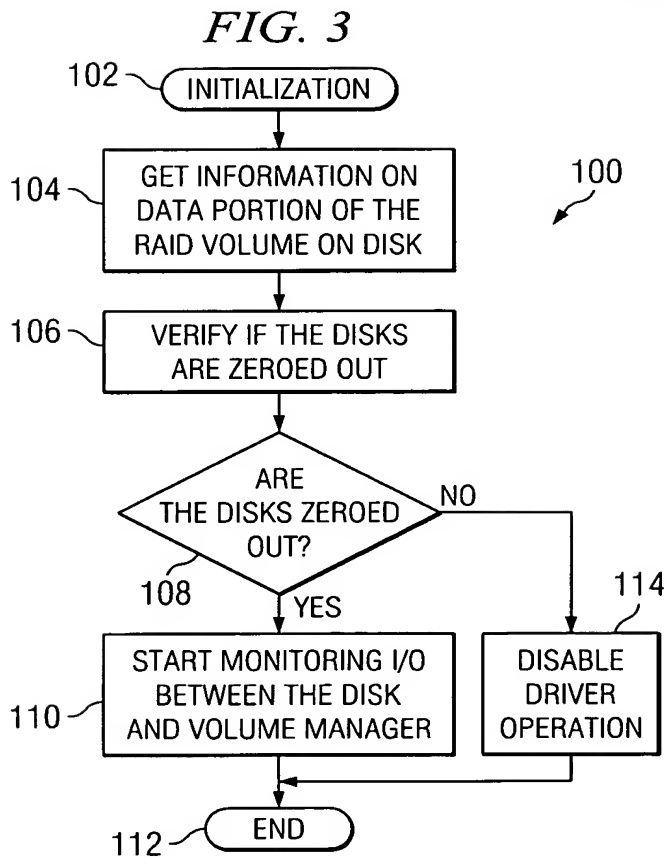 FIG. 3
102
INITIALIZATION
104
GET INFORMATION ON
DATA PORTION OF THE
RAID VOLUME ON DISK
100
106
VERIFY IF THE DISKS
ARE ZEROED OUT
ARE
THE DISKS ZEROED
OUT?
NO
108
YES
114
110
START MONITORING I/O
BETWEEN THE DISK
AND VOLUME MANAGER
DISABLE
DRIVER
OPERATION
112
END